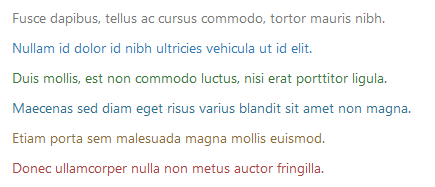 Fusce dapibus, tellus ac cursus commodo, tortor mauris nibh.
Nullam id dolor id nibh ultricies vehicula ut id elit.
Duis mollis, est non commodo luctus, nisi erat porttitor ligula.
Maecenas sed diam eget risus varius blandit sit amet non magna.
Etiam porta sem malesuada magna mollis euismod.
Donec ullamcorper nulla non metus auctor fringilla.